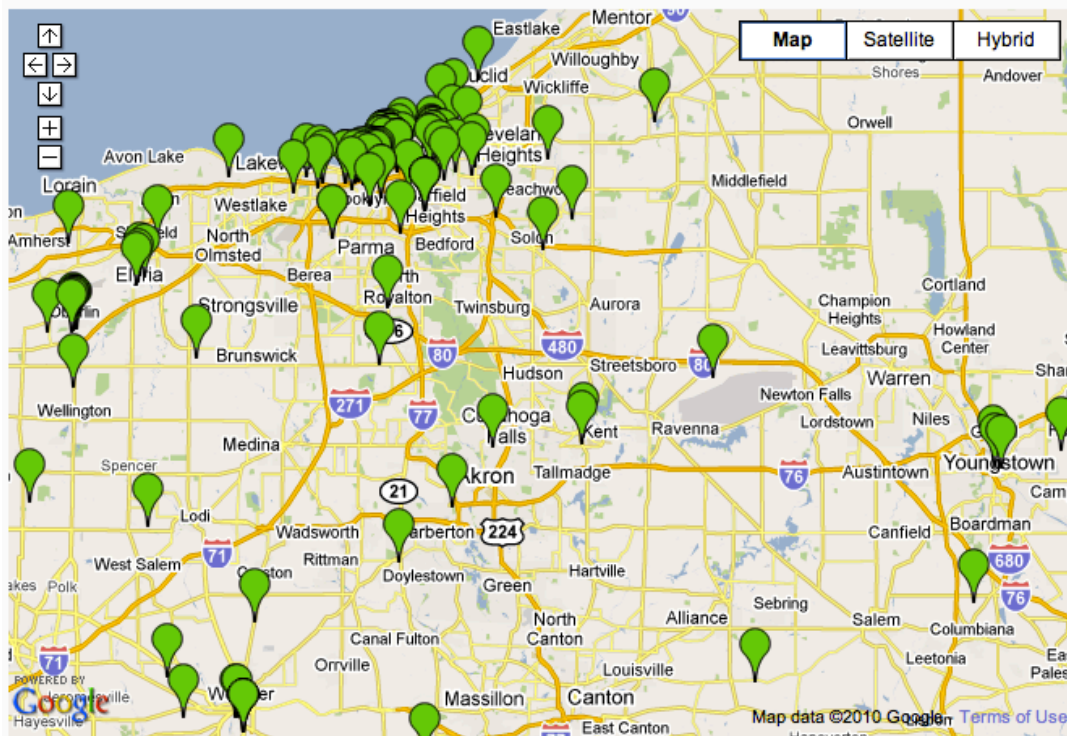 90
Mentor
Eastlake
Map
Satellite
Hybrid
Willoughby
Shores
Andover
Wickliffe
Orwell
Heights
Avon Lake
Lorain
Middlefield
Westlake
Heights
Amherst
North
Olmsted
Parma
Bedford
Solon
Berea
Royalton
Cortland
Strongsville
Twinsburg
Aurora
Champion
Heights
Howland
Center
Brunswick
80
480
Streetsboro
Leavittsburg
Hudson
Warren
271
77
Newton Falls
Wellington
Falls
Kent
Ravenna
Lordstown
Niles
Medina
Spencer
Tallmadge
76
Austintown
Youngstown
21
Lodi
Wadsworth
224
Canfield
Boardman
71
West Salem
Rittman
Doylestown
Hartville
680
Polk
Green
76
Sebring
Alliance
Salem
Columbiana
North
Canton
Canal Fulton
Orrville
Louisville
Leetonia
71
POWERED BY
Google
Jeromesville
Hayesville
Massillon
Canton
East Canton
Map data ©2010 Google - Terms of Use